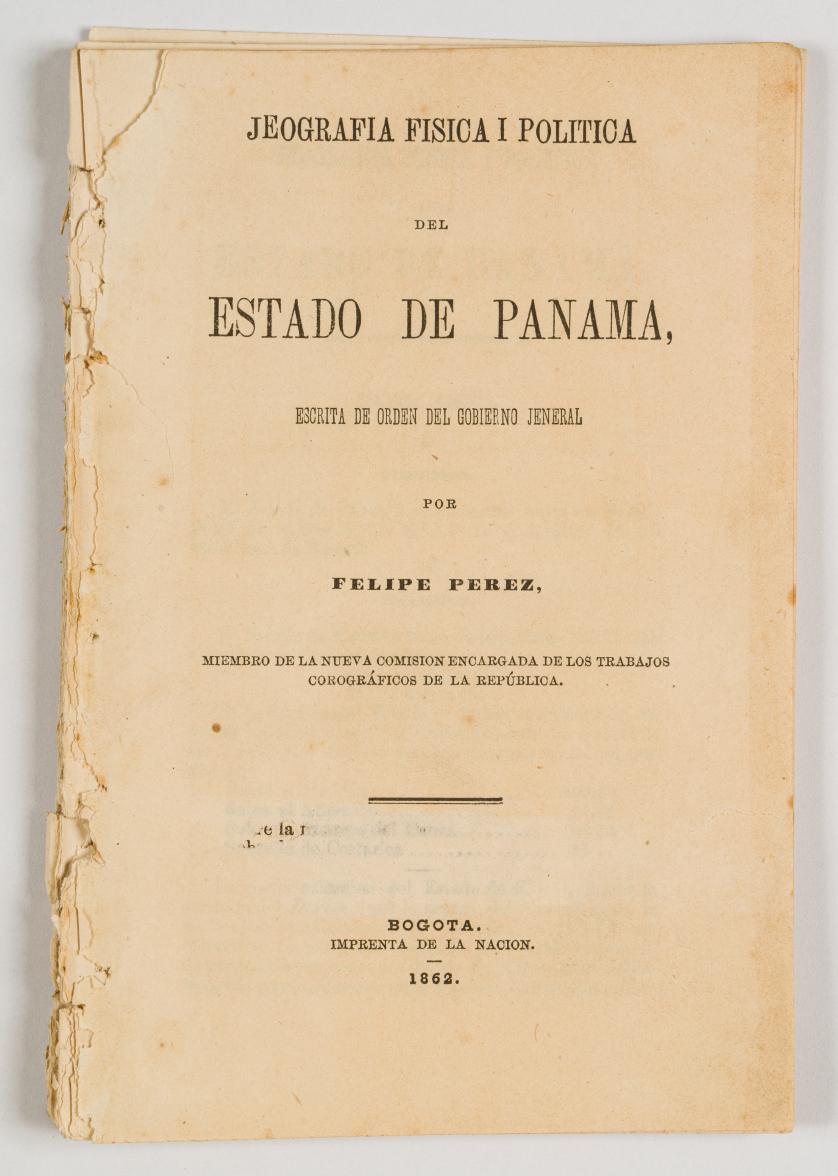 JEOGRAFIA FISICA I POLITICA
DEL
ESTADO DE PANAMA,
ESCRITA DE ORDEN DEL GOBIERNO JENERAL
POR
FELIPE PEREZ,
MIEMBRO DE LA NUEVA COMISION ENCARGADA DE LOS TRABAJOS
COROGRÁFICOS DE LA REPÚBLICA.
la
BOGOTA.
IMPRENTA DE LA NACION.
1862.